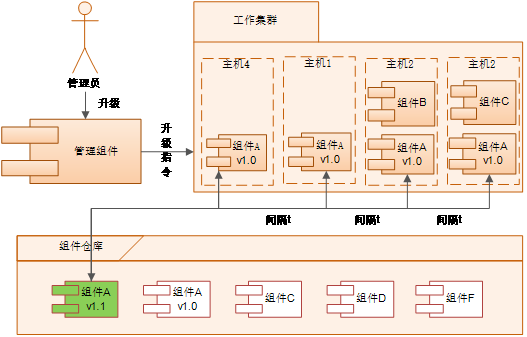 工作集群
主机4
主机1
主机2
主机2
管理员
升级
组件B
组件C
管理组件
升级指令
组件A
v1.0
组件A
v1.0
组件A
v1.0
组件A
v1.0
间隔t
间隔t
间隔t
组件仓库
组件A
v1.1
组件A
v1.0
组件C
组件D
组件F